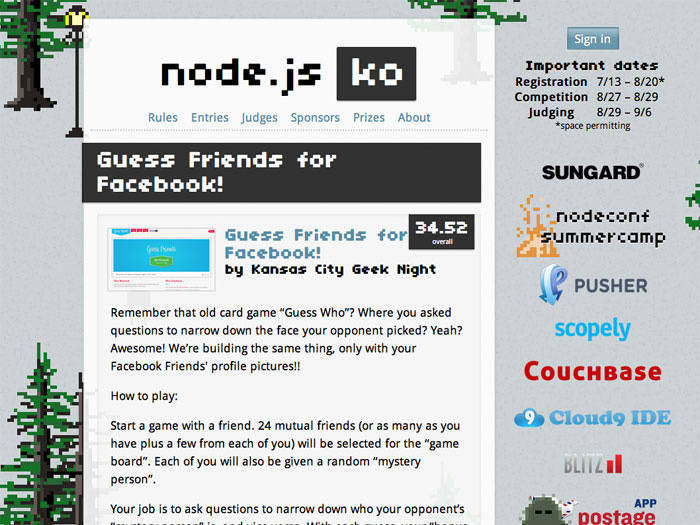 node.js ko
Rules Entries Judges Sponsors Prizes About
Guess Friends for
Facebook!
Guess Friends
34.52
overall
Guess Friends for
Facebook!
by Kansas City Geek Night
Remember that old card game “Guess Who”? Where you asked
questions to narrow down the face your opponent picked? Yeah?
Awesome! We’re building the same thing, only with your
Facebook Friends' profile pictures!!
How to play:
Start a game with a friend. 24 mutual friends (or as many as you
have plus a few from each of you) will be selected for the “game
board”. Each of you will also be given a random “mystery
person”.
Your job is to ask questions to narrow down who your opponent’s
Sign in
Important dates
Registration 7/13 – 8/20*
Competition 8/27 – 8/29
Judging 8/29 – 9/6
*space permitting
SUNGARD®
nodeconf
summercamp
PUSHER
scopely
COUCHBASE
9 Cloud9 IDE
BLITZ
APP
postage